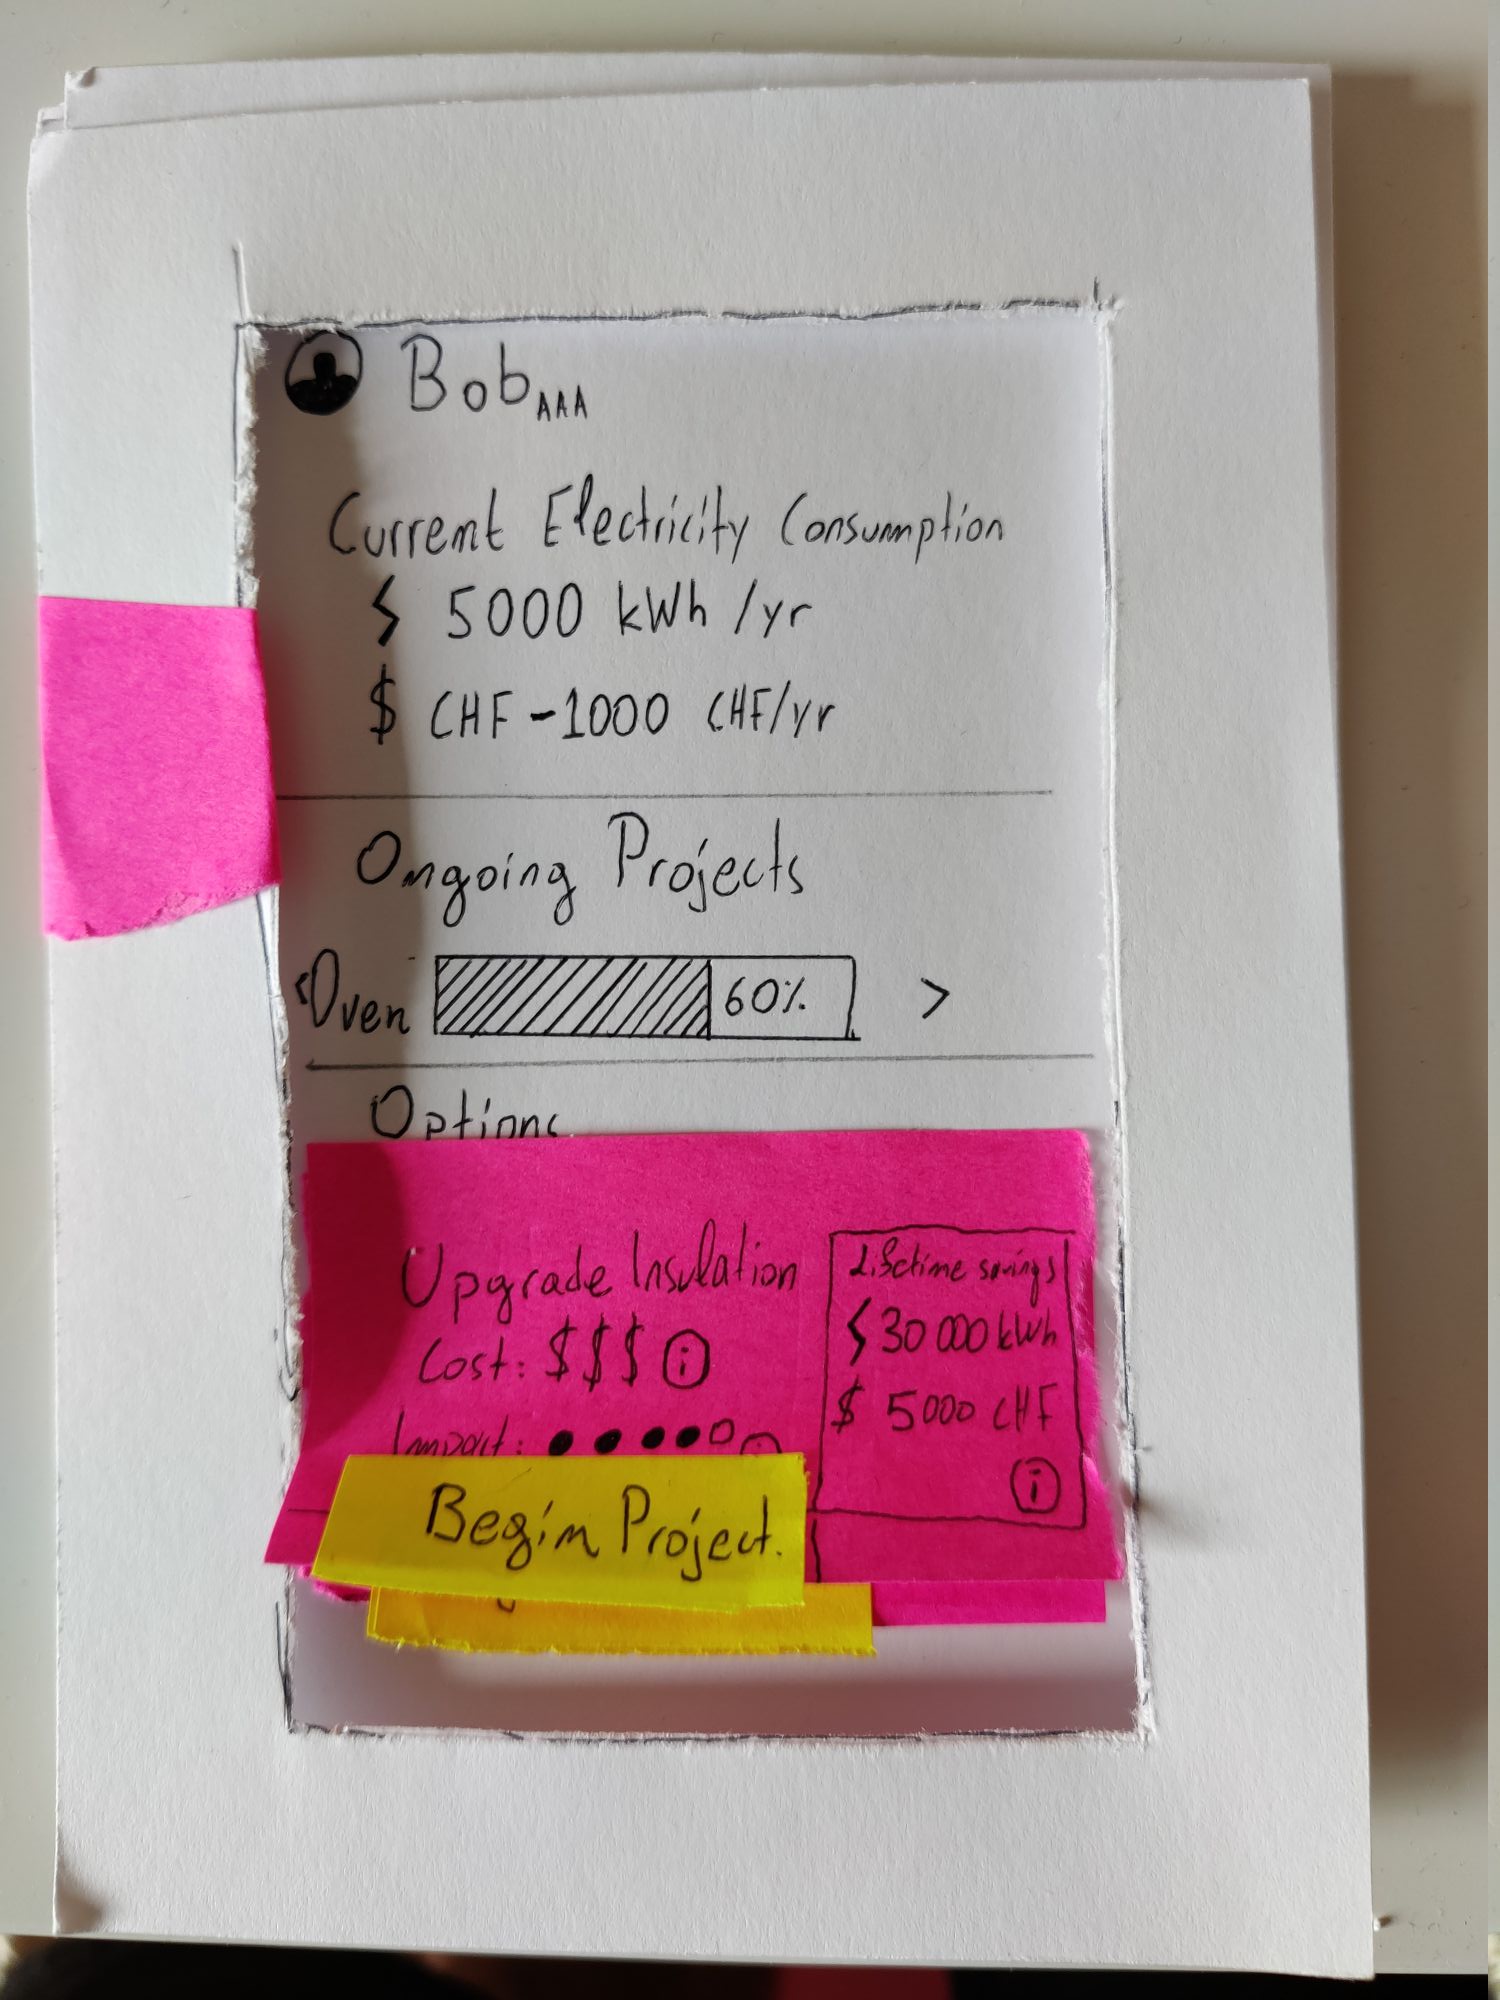 Bob AAA
Current Electricity Consumption
5000 kWh /yr
$ CHF -1000 CHF/yr
Ongoing Projects
< Oven 60% >
Options
Upgrade Insulation
Cost: $$$ i
Impact:
Lifetime savings
30 000 kWh
$ 5000 CHF
i
Begin Project.